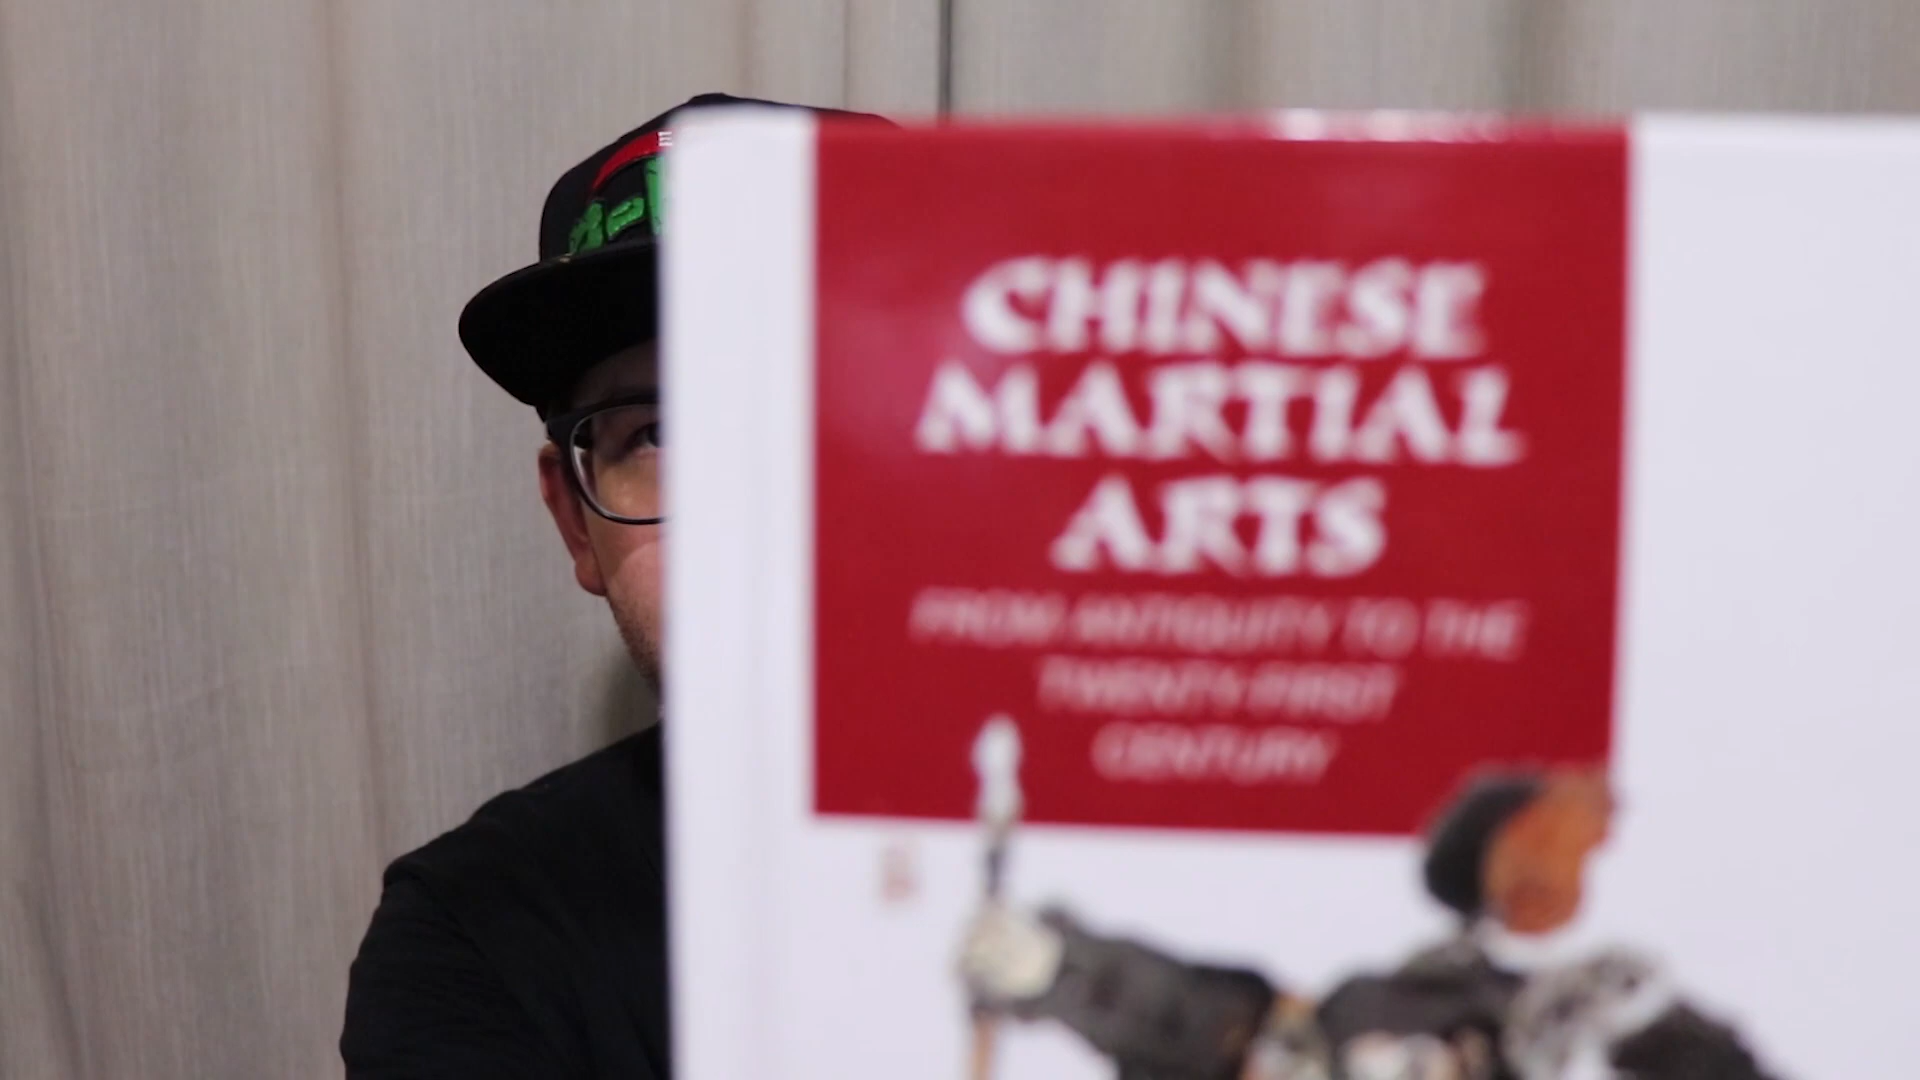 CHINESE
MARTIAL
ARTS
FROM ANTIQUITY TO THE
TWENTY-FIRST
CENTURY